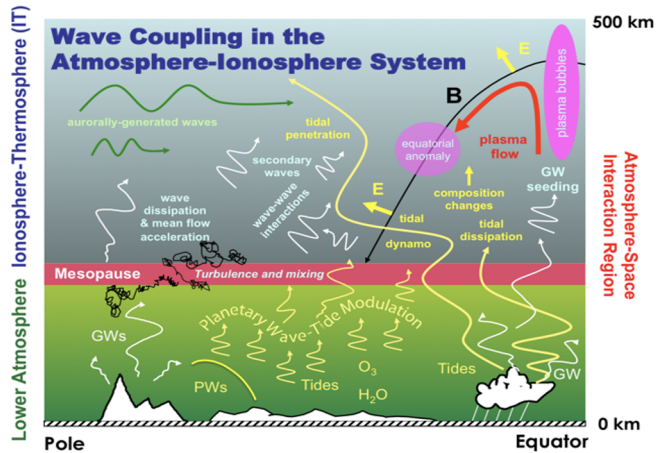 Wave Coupling in the
Atmosphere-Ionosphere System
500 km
E
B
plasma bubbles
aurorally-generated waves
tidal
penetration
equatorial
anomaly
plasma
flow
secondary
waves
GW
seeding
wave
dissipation
& mean flow
acceleration
wave-wave
interactions
E
composition
changes
tidal
dynamo
tidal
dissipation
Mesopause
Turbulence and mixing
Planetary Wave-Tide Modulation
GWs
PWs
Tides
O3
H2O
Tides
GW
0 km
Pole
Equator
Lower Atmosphere
Ionosphere-Thermosphere (IT)
Atmosphere-Space
Interaction Region